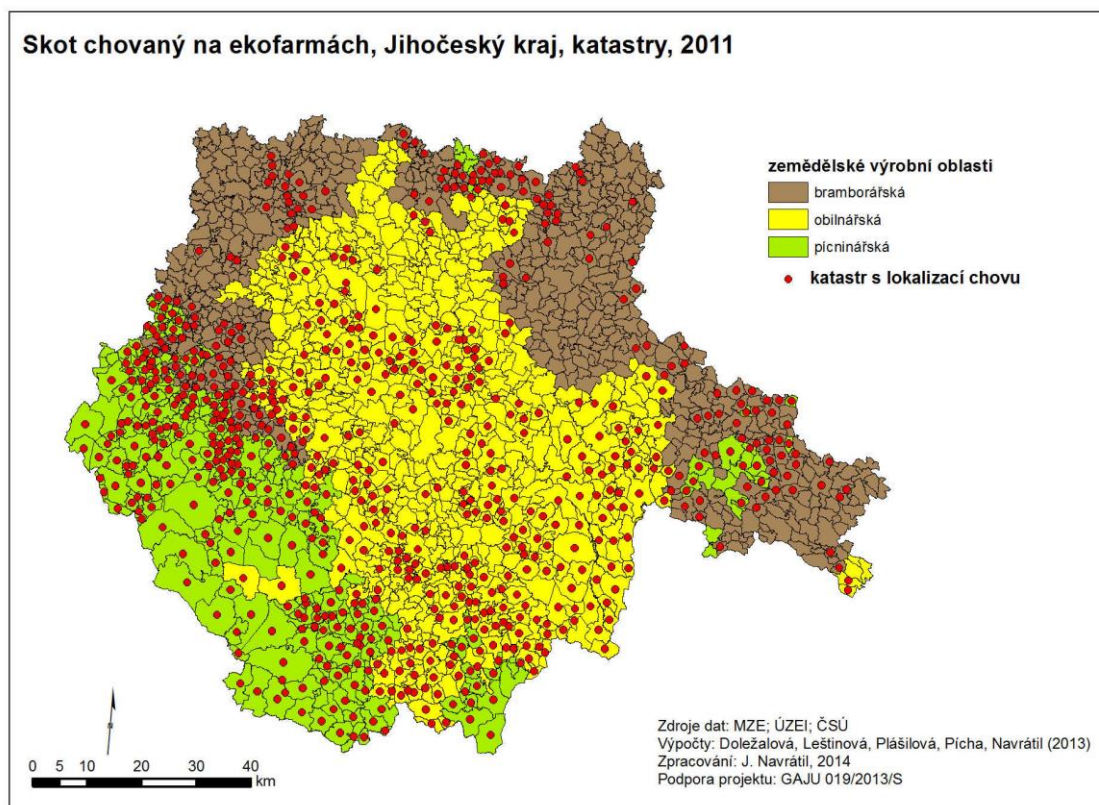 Skot chovaný na ekofarmách, Jihočeský kraj, katastry, 2011
zemědělské výrobní oblasti
bramborářská
obilnářská
picninářská
katastr s lokalizací chovu
N
0 5 10 20 30 40
km
Zdroje dat: MZE; ÚZEI; ČSÚ
Výpočty: Doležalová, Leštinová, Plášilová, Pícha, Navrátil (2013)
Zpracování: J. Navrátil, 2014
Podpora projektu: GAJU 019/2013/S